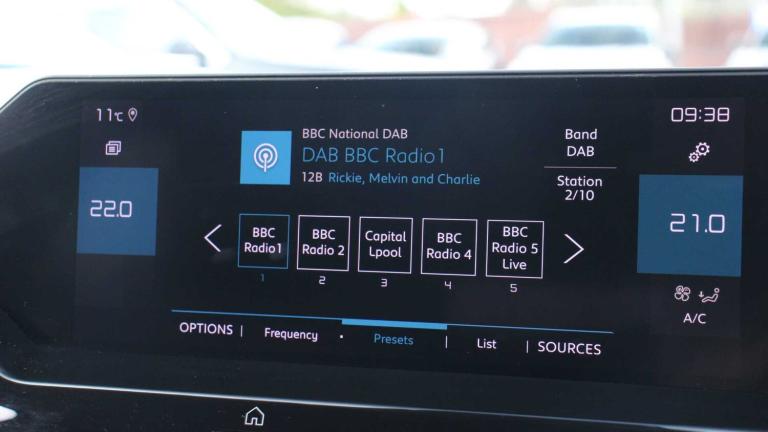 11°C
09:38
22.0
BBC National DAB
DAB BBC Radio1
12B Rickie, Melvin and Charlie
Band
DAB
Station
2/10
21.0
BBC
Radio1
1
BBC
Radio 2
2
Capital
Lpool
3
BBC
Radio 4
4
BBC
Radio 5
Live
5
A/C
OPTIONS
Frequency
Presets
List
SOURCES